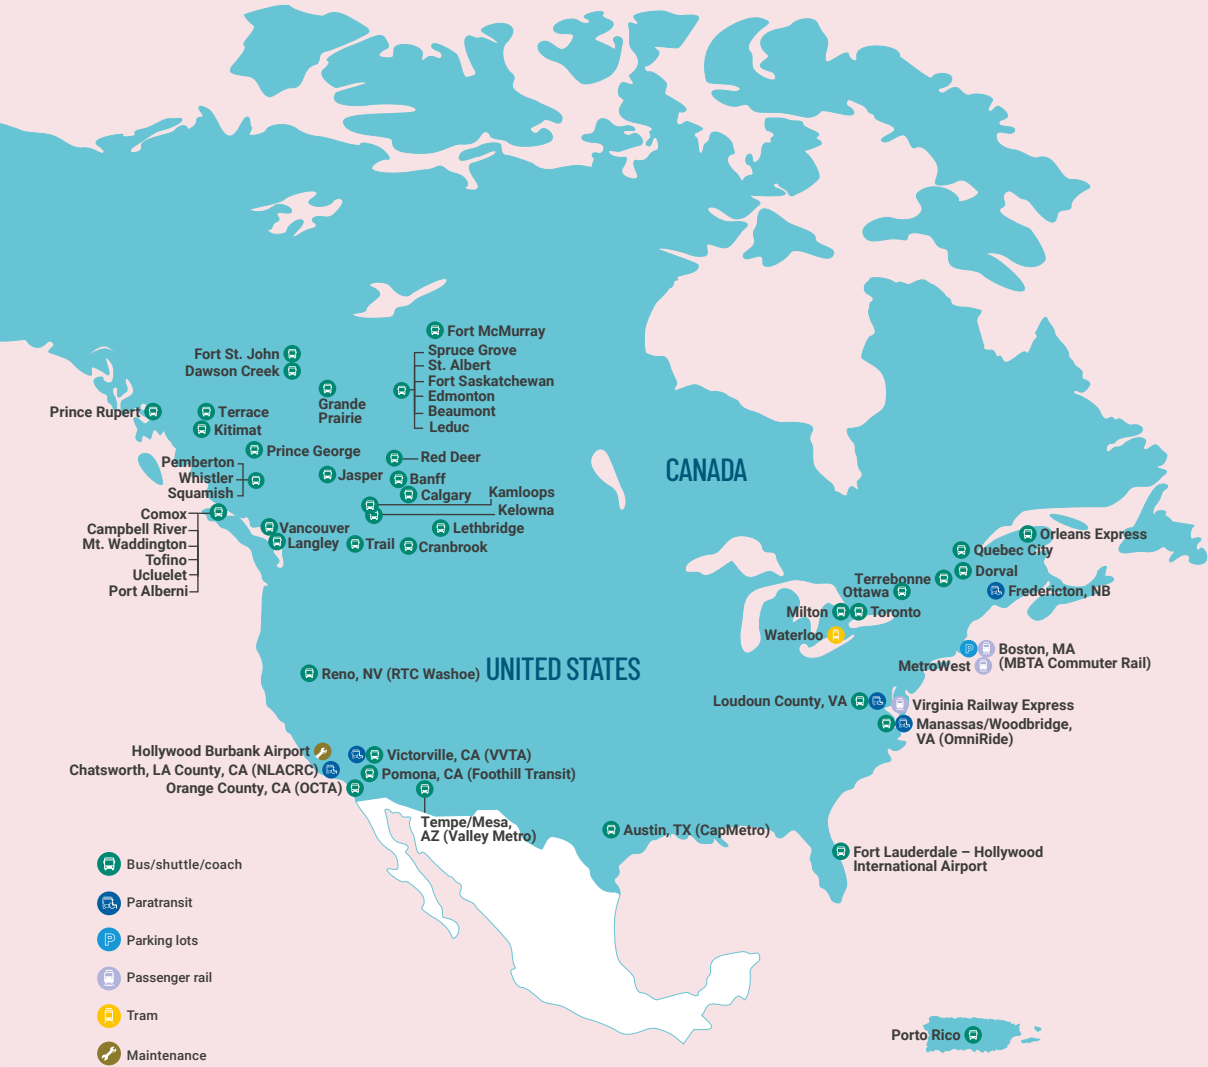 Fort McMurray
Spruce Grove
St. Albert
Fort Saskatchewan
Edmonton
Beaumont
Leduc
Fort St. John
Dawson Creek
Grande
Prairie
Prince Rupert
Terrace
Kitimat
Prince George
Red Deer
Pemberton
Whistler
Squamish
Jasper
Banff
Calgary
Kamloops
Kelowna
CANADA
Comox
Campbell River
Mt. Waddington
Tofino
Ucluelet
Port Alberni
Vancouver
Langley
Trail
Cranbrook
Lethbridge
Orleans Express
Quebec City
Dorval
Terrebonne
Ottawa
Fredericton, NB
Milton
Toronto
Waterloo
Boston, MA
(MBTA Commuter Rail)
MetroWest
Reno, NV (RTC Washoe)
UNITED STATES
Loudoun County, VA
Virginia Railway Express
Manassas/Woodbridge,
VA (OmniRide)
Hollywood Burbank Airport
Victorville, CA (VVTA)
Chatsworth, LA County, CA (NLACRC)
Pomona, CA (Foothill Transit)
Orange County, CA (OCTA)
Tempe/Mesa,
AZ (Valley Metro)
Austin, TX (CapMetro)
Fort Lauderdale – Hollywood
International Airport
Bus/shuttle/coach
Paratransit
P
Parking lots
Passenger rail
Tram
Maintenance
P
Porto Rico